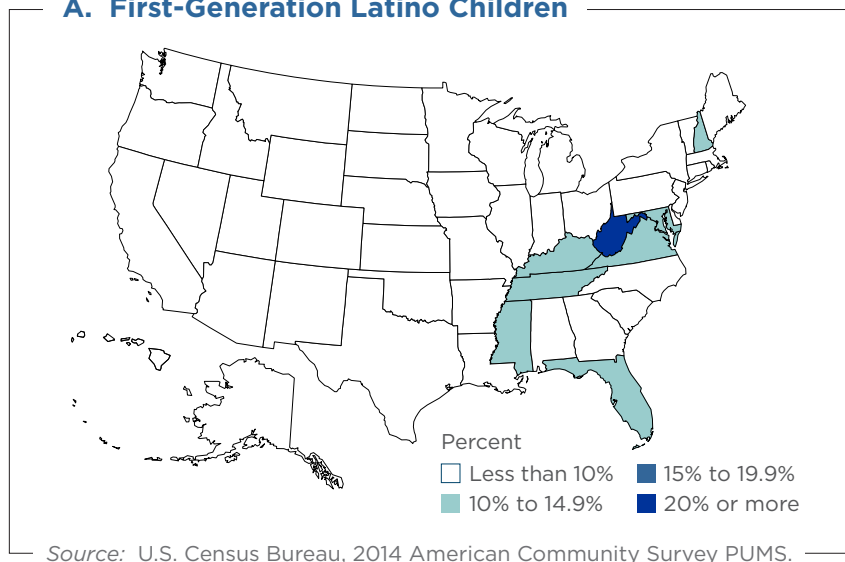 A. First-Generation Latino Children
Percent
Less than 10%
15% to 19.9%
10% to 14.9%
20% or more
Source: U.S. Census Bureau, 2014 American Community Survey PUMS.